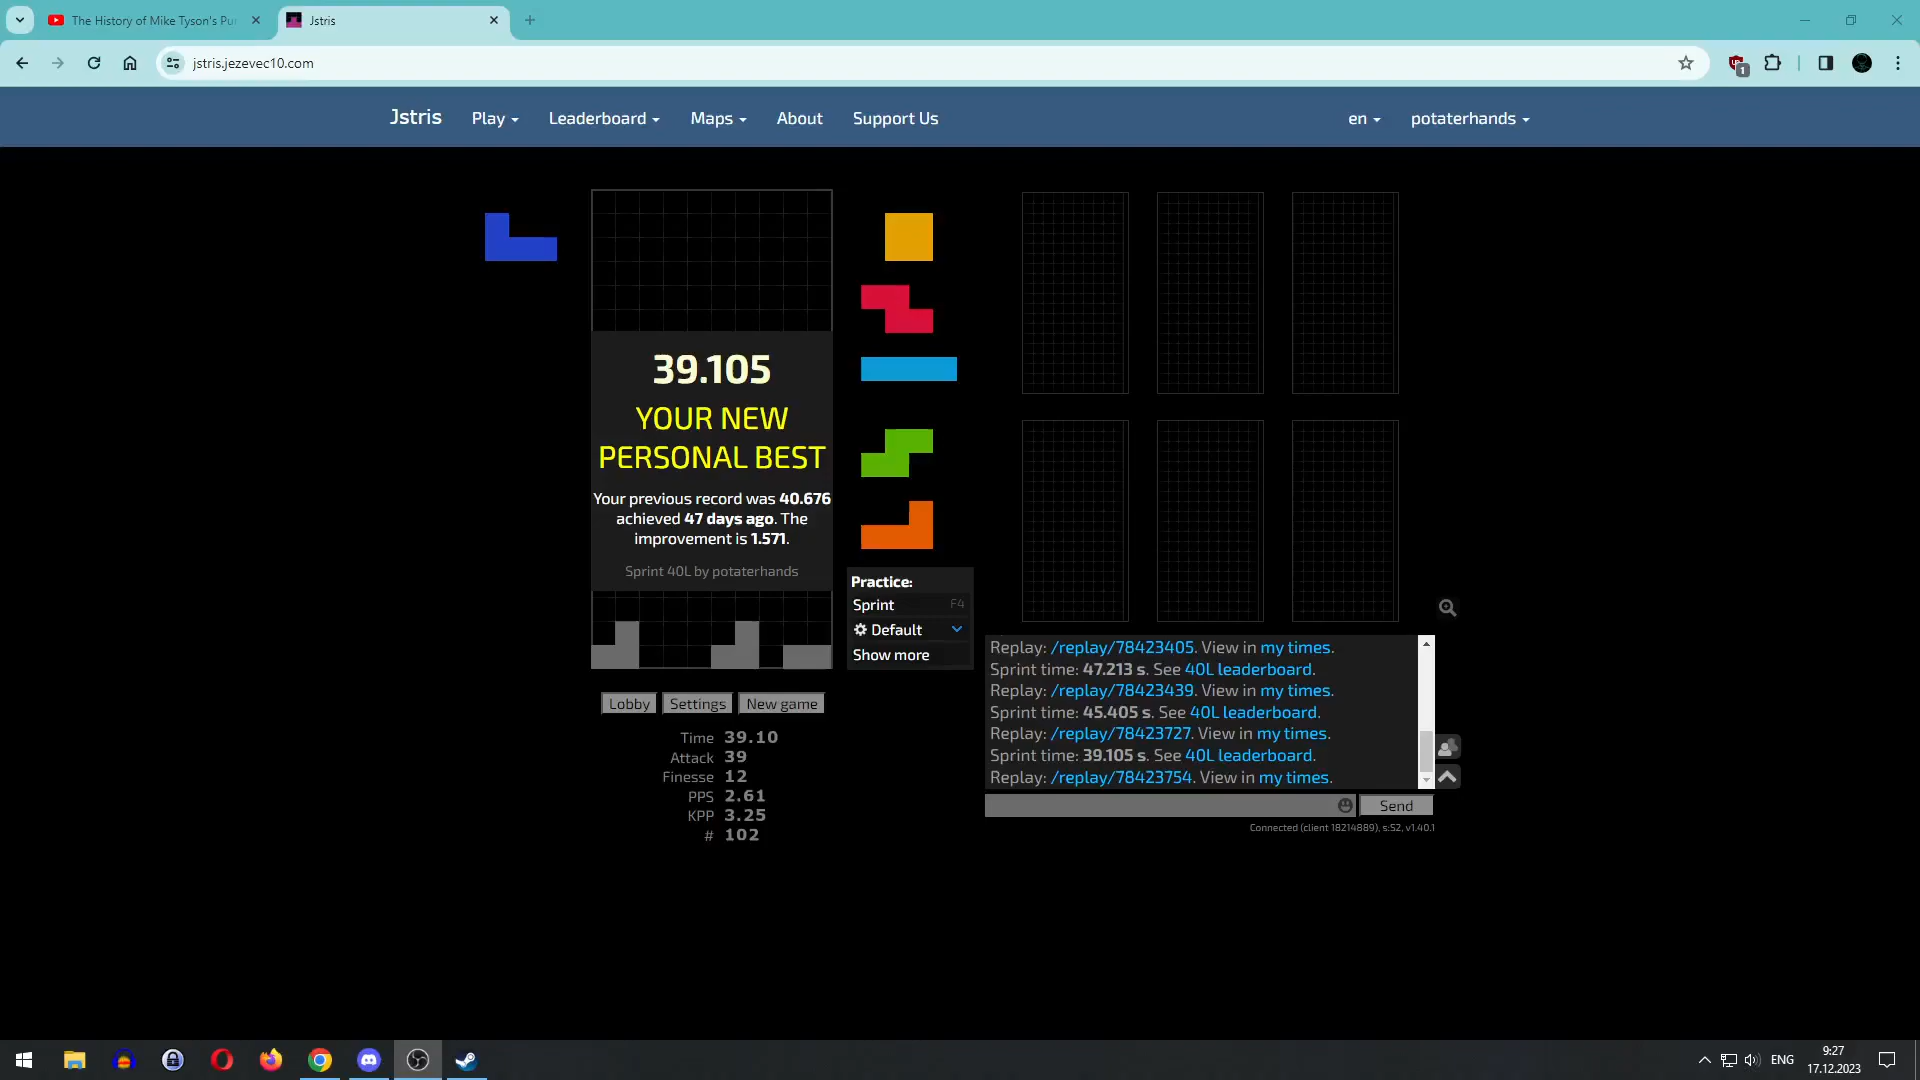 The History of Mike Tyson's Pu
Jstris
jstris.jezevec10.com
1
Jstris
Play
Leaderboard
Maps
About
Support Us
en
potaterhands
39.105
YOUR NEW
PERSONAL BEST
Your previous record was 40.676
achieved 47 days ago. The
improvement is 1.571.
Sprint 40L by potaterhands
Practice:
Sprint F4
Default
Show more
Lobby
Settings
New game
Time 39.10
Attack 39
Finesse 12
PPS 2.61
KPP 3.25
# 102
Replay: /replay/78423405. View in my times.
Sprint time: 47.213 s. See 40L leaderboard.
Replay: /replay/78423439. View in my times.
Sprint time: 45.405 s. See 40L leaderboard.
Replay: /replay/78423727. View in my times.
Sprint time: 39.105 s. See 40L leaderboard.
Replay: /replay/78423754. View in my times.
Send
Connected (client 18214889), s:52, v1.40.1
ENG
9:27
17.12.2023